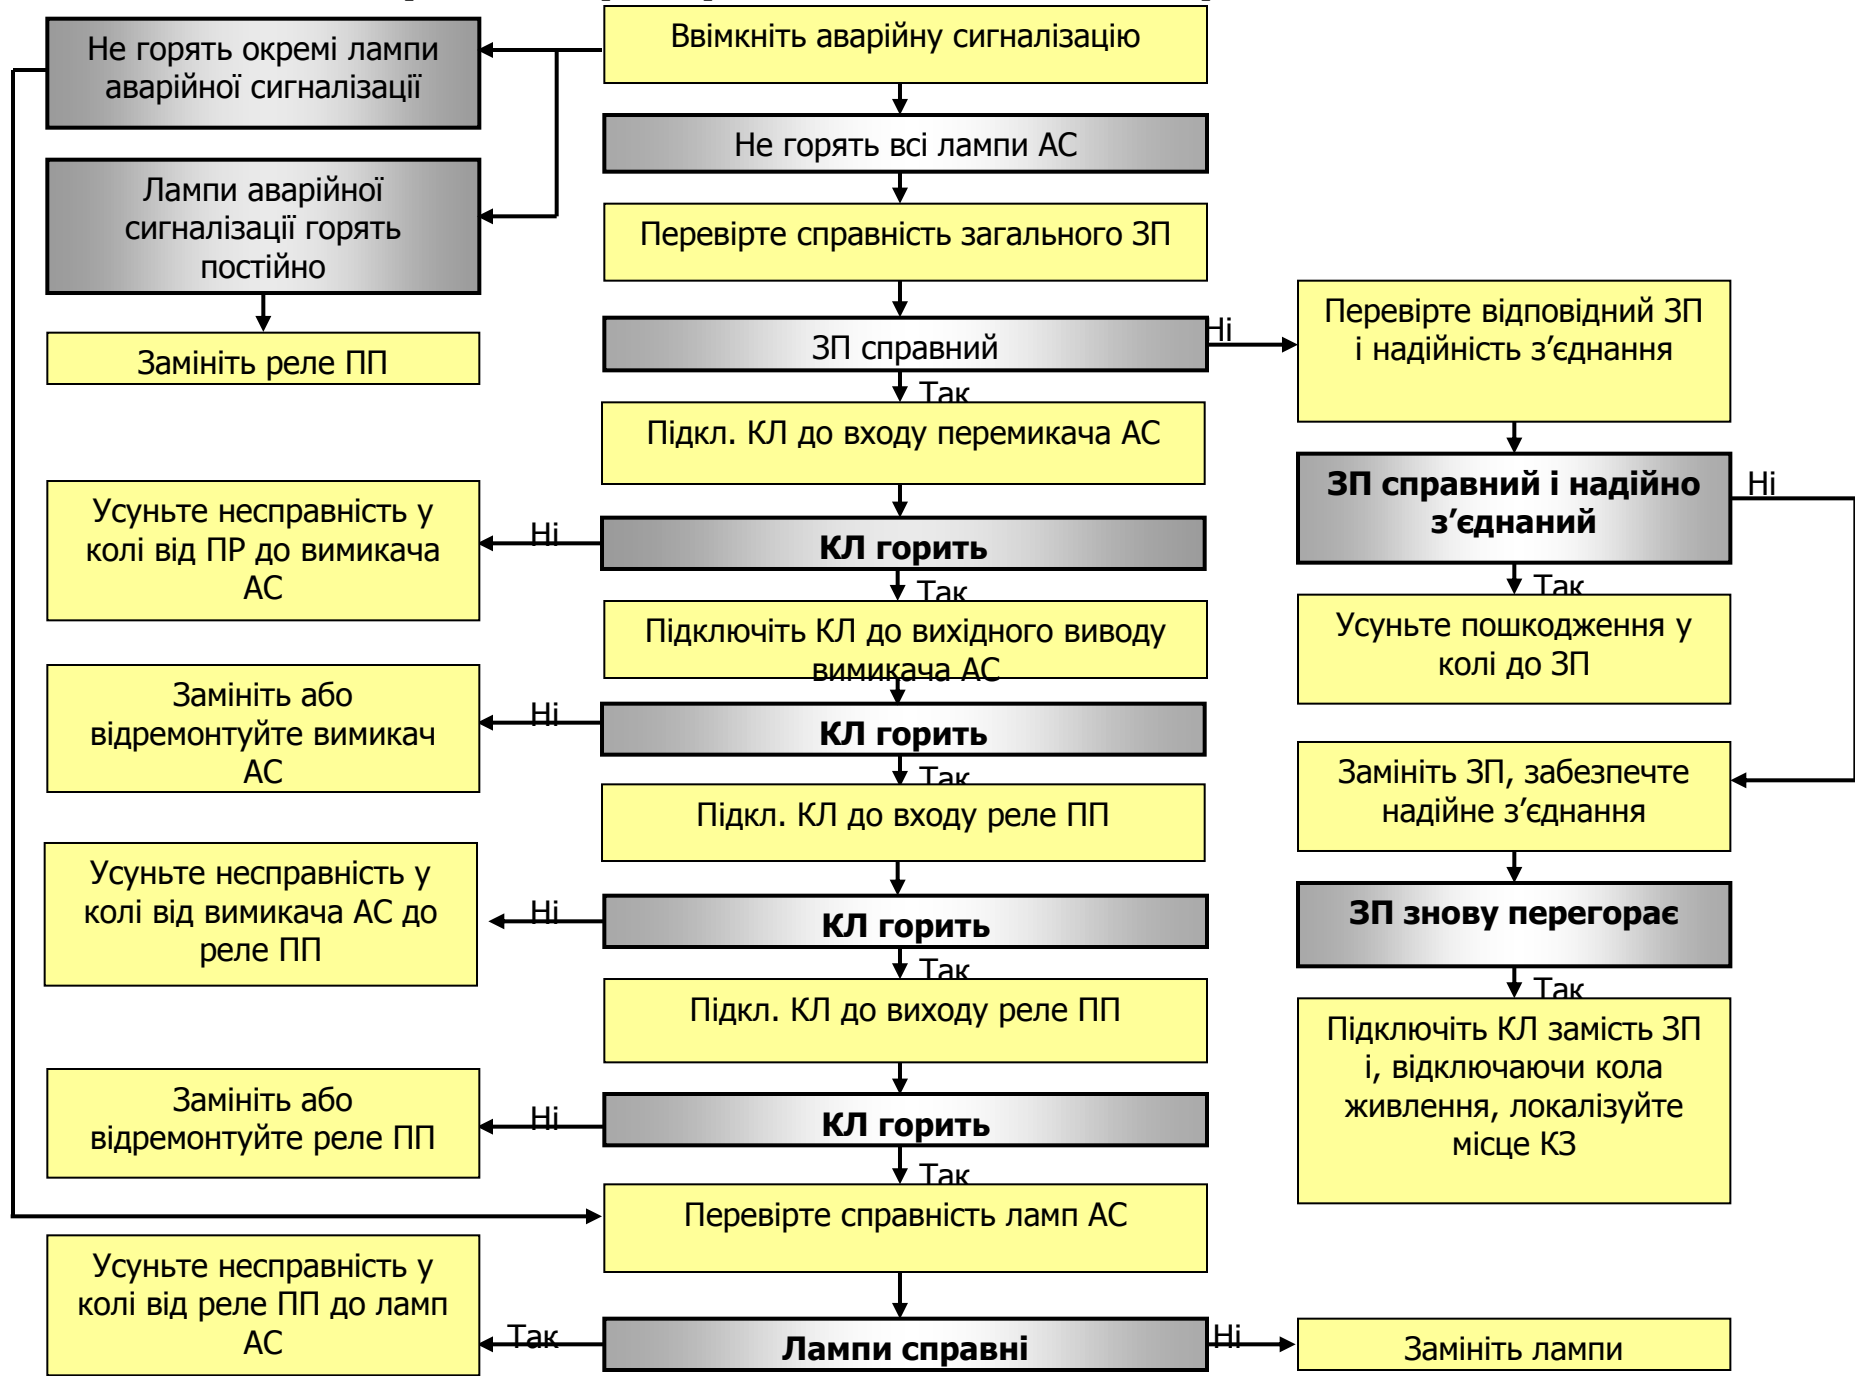 Ввімкніть аварійну сигналізацію
Не горять окремі лампи
аварійної сигналізації
Не горять всі лампи АС
Лампи аварійної
сигналізації горять
постійно
Перевірте справність загального ЗП
Замініть реле ПП
ЗП справний
Ні
Перевірте відповідний ЗП
і надійність з’єднання
Так
Підкл. КЛ до входу перемикача АС
ЗП справний і надійно
з’єднаний
Ні
Усуньте несправність у
колі від ПР до вимикача
АС
Ні
КЛ горить
Так
Так
Підключіть КЛ до вихідного виводу
вимикача АС
Усуньте пошкодження у
колі до ЗП
Замініть або
відремонтуйте вимикач
АС
Ні
КЛ горить
Так
Замініть ЗП, забезпечте
надійне з’єднання
Підкл. КЛ до входу реле ПП
Усуньте несправність у
колі від вимикача АС до
реле ПП
Ні
КЛ горить
Так
ЗП знову перегорає
Так
Підкл. КЛ до виходу реле ПП
Підключіть КЛ замість ЗП
і, відключаючи кола
живлення, локалізуйте
місце КЗ
Замініть або
відремонтуйте реле ПП
Ні
КЛ горить
Так
Перевірте справність ламп АС
Усуньте несправність у
колі від реле ПП до ламп
АС
Так
Лампи справні
Ні
Замініть лампи